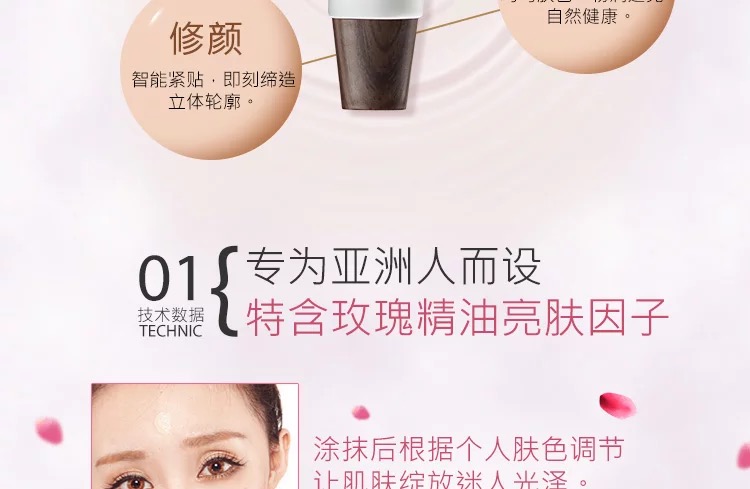 自然健康。
修颜
智能紧贴，即刻缔造
立体轮廓。
01
技术数据
TECHNIC
专为亚洲人而设
特含玫瑰精油亮肤因子
涂抹后根据个人肤色调节
让肌肤绽放迷人光泽。